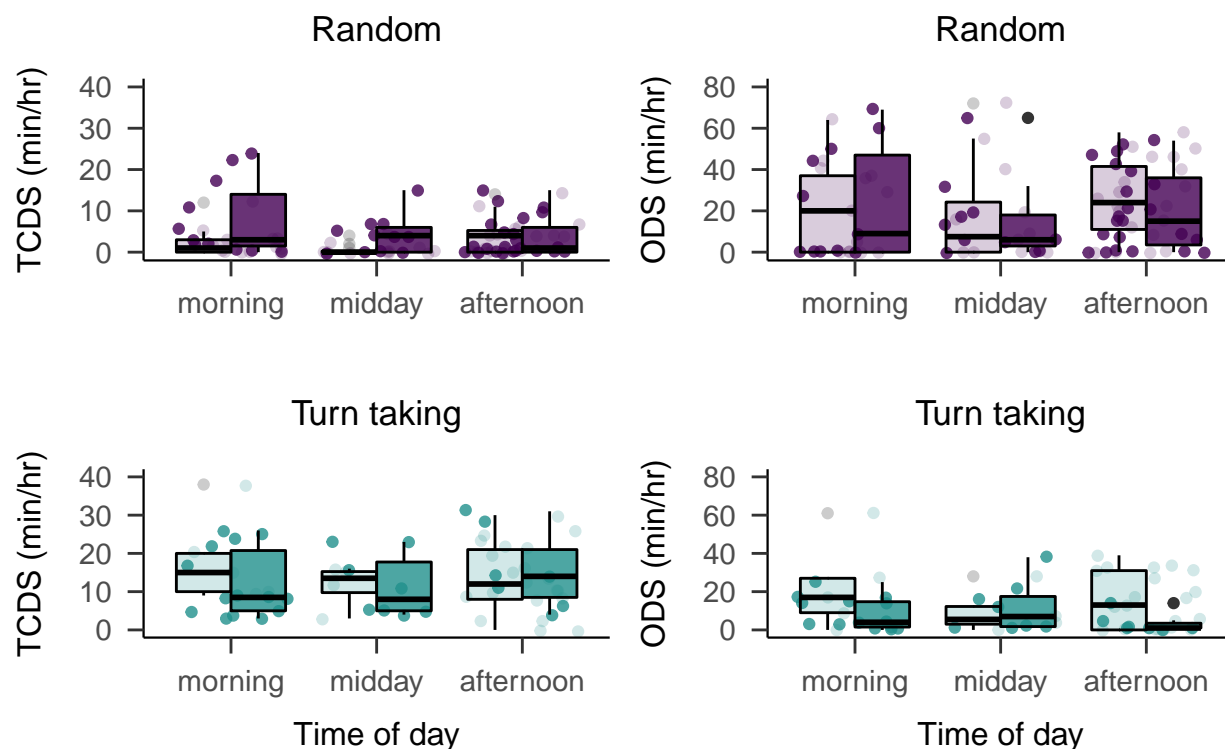 Random
TCDS (min/hr)
40
30
20
10
0
morning midday afternoon
Random
ODS (min/hr)
80
60
40
20
0
morning midday afternoon
Turn taking
TCDS (min/hr)
40
30
20
10
0
morning midday afternoon
Time of day
Turn taking
ODS (min/hr)
80
60
40
20
0
morning midday afternoon
Time of day